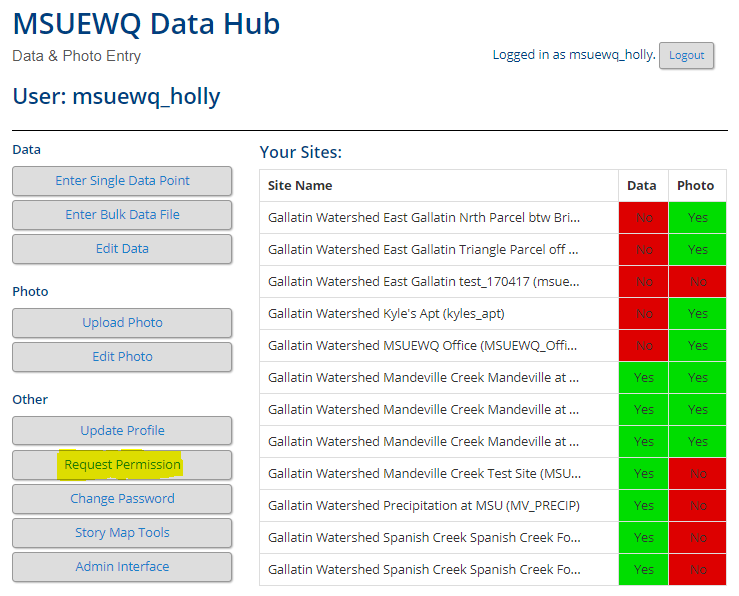 MSUEWQ Data Hub
Data & Photo Entry
Logged in as msuewq_holly. Logout
User: msuewq_holly
Data
Enter Single Data Point
Enter Bulk Data File
Edit Data
Photo
Upload Photo
Edit Photo
Other
Update Profile
Request Permission
Change Password
Story Map Tools
Admin Interface
Your Sites:
Site Name Data Photo
Gallatin Watershed East Gallatin Nrth Parcel btw Bri... No Yes
Gallatin Watershed East Gallatin Triangle Parcel off ... No Yes
Gallatin Watershed East Gallatin test_170417 (msue... No No
Gallatin Watershed Kyle's Apt (kyles_apt) No Yes
Gallatin Watershed MSUEWQ Office (MSUEWQ_Offi... No Yes
Gallatin Watershed Mandeville Creek Mandeville at ... Yes Yes
Gallatin Watershed Mandeville Creek Mandeville at ... Yes Yes
Gallatin Watershed Mandeville Creek Mandeville at ... Yes Yes
Gallatin Watershed Mandeville Creek Test Site (MSU... Yes No
Gallatin Watershed Precipitation at MSU (MV_PRECIP) Yes No
Gallatin Watershed Spanish Creek Spanish Creek Fo... Yes No
Gallatin Watershed Spanish Creek Spanish Creek Fo... Yes No